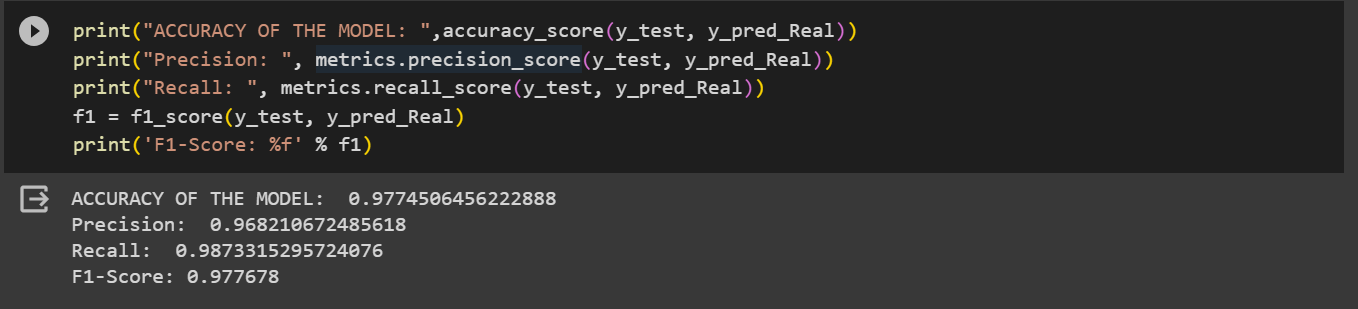 print("ACCURACY OF THE MODEL: ",accuracy_score(y_test, y_pred_Real))
print("Precision: ", metrics.precision_score(y_test, y_pred_Real))
print("Recall: ", metrics.recall_score(y_test, y_pred_Real))
f1 = f1_score(y_test, y_pred_Real)
print('F1-Score: %f' % f1)
ACCURACY OF THE MODEL:  0.9774506456222888
Precision:  0.968210672485618
Recall:  0.9873315295724076
F1-Score: 0.977678